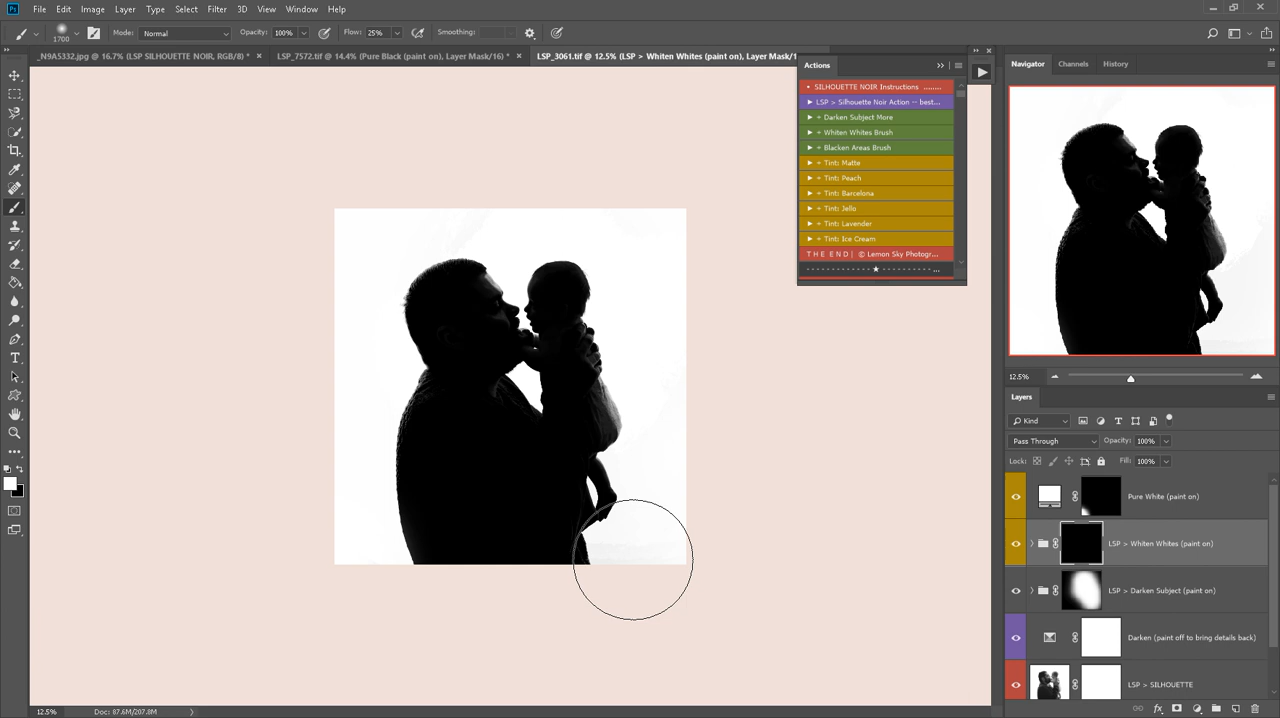 Ps File Edit Image Layer Type Select Filter 3D View Window Help
1700 Mode: Normal Opacity: 100% Flow: 25% Smoothing:
_N9A5332.jpg @ 16.7% (LSP SILHOUETTE NOIR, RGB/8) * × LSP_7572.tif @ 14.4% (Pure Black (paint on), Layer Mask/16) * × LSP_3061.tif @ 12.5% (LSP > Whiten Whites (paint on), Layer Mask/1
Actions
SILHOUETTE NOIR Instructions ........
LSP > Silhouette Noir Action -- best...
+ Darken Subject More
+ Whiten Whites Brush
+ Blacken Areas Brush
+ Tint: Matte
+ Tint: Peach
+ Tint: Barcelona
+ Tint: Jello
+ Tint: Lavender
+ Tint: Ice Cream
T H E E N D | © Lemon Sky Photogr...
- - - - - - - - - - - - - ★ - - - - - - - - - - ...
Navigator Channels History
12.5%
Layers
Kind
Pass Through Opacity: 100%
Lock: Fill: 100%
Pure White (paint on)
LSP > Whiten Whites (paint on)
LSP > Darken Subject (paint on)
Darken (paint off to bring details back)
LSP > SILHOUETTE
12.5% Doc: 87.6M/207.8M